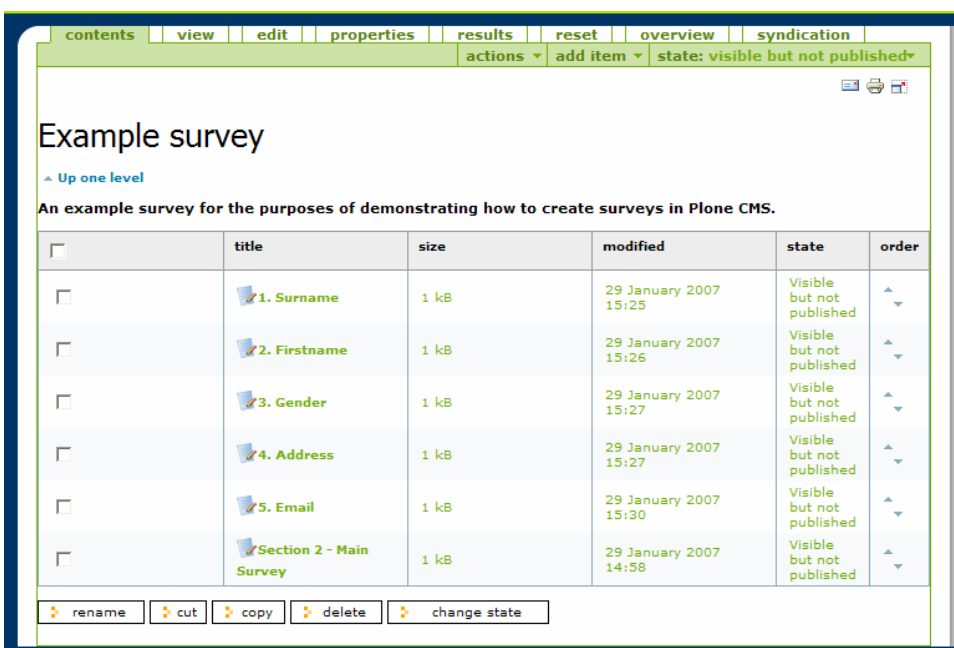 contents view edit properties results reset overview syndication
actions add item state: visible but not published
Example survey
Up one level
An example survey for the purposes of demonstrating how to create surveys in Plone CMS.
title size modified state order
1. Surname 1 kB 29 January 2007 15:25 Visible but not published
2. Firstname 1 kB 29 January 2007 15:26 Visible but not published
3. Gender 1 kB 29 January 2007 15:27 Visible but not published
4. Address 1 kB 29 January 2007 15:27 Visible but not published
5. Email 1 kB 29 January 2007 15:30 Visible but not published
Section 2 - Main Survey 1 kB 29 January 2007 14:58 Visible but not published
rename cut copy delete change state